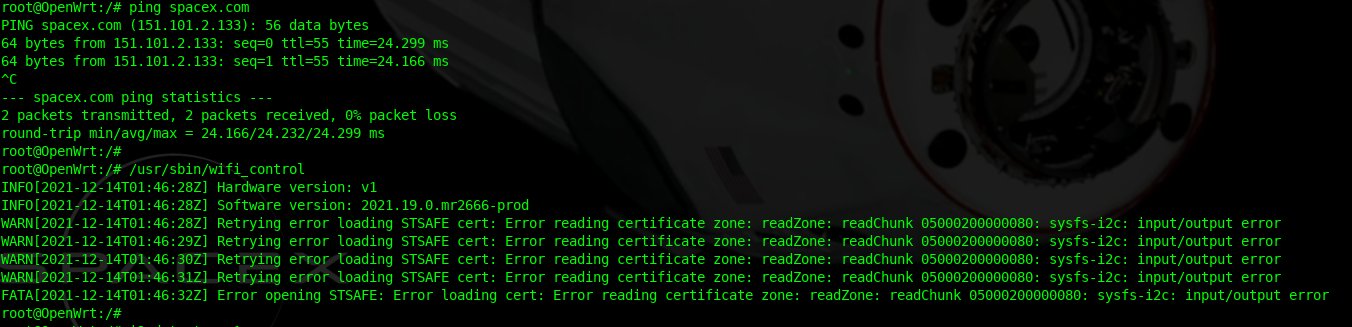 root@OpenWrt:/# ping spacex.com
PING spacex.com (151.101.2.133): 56 data bytes
64 bytes from 151.101.2.133: seq=0 ttl=55 time=24.299 ms
64 bytes from 151.101.2.133: seq=1 ttl=55 time=24.166 ms
^C
--- spacex.com ping statistics ---
2 packets transmitted, 2 packets received, 0% packet loss
round-trip min/avg/max = 24.166/24.232/24.299 ms
root@OpenWrt:/#
root@OpenWrt:/# /usr/sbin/wifi_control
INFO[2021-12-14T01:46:28Z] Hardware version: v1
INFO[2021-12-14T01:46:28Z] Software version: 2021.19.0.mr2666-prod
WARN[2021-12-14T01:46:28Z] Retrying error loading STSAFE cert: Error reading certificate zone: readZone: readChunk 05000200000080: sysfs-i2c: input/output error
WARN[2021-12-14T01:46:29Z] Retrying error loading STSAFE cert: Error reading certificate zone: readZone: readChunk 05000200000080: sysfs-i2c: input/output error
WARN[2021-12-14T01:46:30Z] Retrying error loading STSAFE cert: Error reading certificate zone: readZone: readChunk 05000200000080: sysfs-i2c: input/output error
WARN[2021-12-14T01:46:31Z] Retrying error loading STSAFE cert: Error reading certificate zone: readZone: readChunk 05000200000080: sysfs-i2c: input/output error
FATA[2021-12-14T01:46:32Z] Error opening STSAFE: Error loading cert: Error reading certificate zone: readZone: readChunk 05000200000080: sysfs-i2c: input/output error
root@OpenWrt:/#